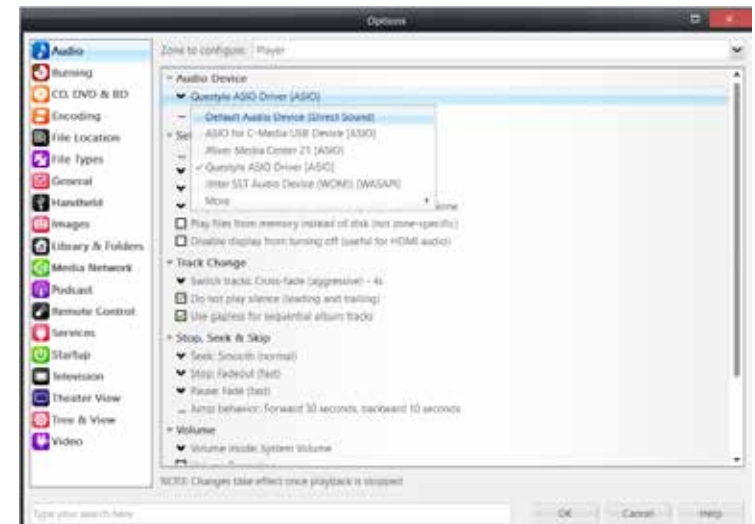 Options
Audio
Burning
CD, DVD & BD
Encoding
File Location
File Types
General
Handheld
Images
Library & Folders
Media Network
Podcast
Remote Control
Services
Startup
Television
Theater View
Tree & View
Video
Zone to configure: Player
Audio Device
Questyle ASIO Driver [ASIO]
Default Audio Device [Direct Sound]
ASIO for C-Media USB Device [ASIO]
JRiver Media Center 21 [ASIO]
Questyle ASIO Driver [ASIO]
(Inter SST Audio Device (WDM)) [WASAPI]
More
Play files from memory instead of disk (not zone-specific)
Disable display from turning off (useful for HDMI audio)
Track Change
Switch tracks: Cross-fade (aggressive) - 4s
Do not play silence (leading and trailing)
Use gapless for sequential album tracks
Stop, Seek & Skip
Seek: Smooth (normal)
Stop: Fadeout (fast)
Pause: Fade (fast)
Jump behavior: Forward 30 seconds, backward 10 seconds
Volume
Volume mode: System Volume
NOTE: Changes take effect once playback is stopped
Type your search here
OK
Cancel
Help